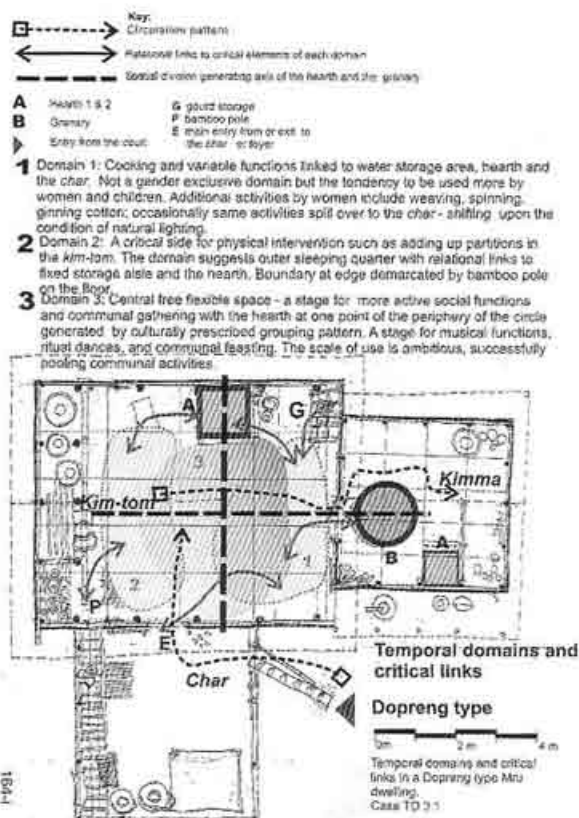 Key:
Circulation pattern
Relational links to critical elements of each domain
Spatial division generating axis of the hearth and the granary
A Hearth 1 & 2
G gourd storage
B Granary
P bamboo pole
Entry from the court
E main entry from or exit to
the char or foyer
1 Domain 1: Cooking and variable functions linked to water storage area, hearth and
the char. Not a gender exclusive domain but the tendency to be used more by
women and children. Additional activities by women include weaving, spinning,
ginning cotton; occasionally same activities spill over to the char - shifting upon the
condition of natural lighting.
2 Domain 2: A critical side for physical intervention such as adding up partitions in
the kim-tom. The domain suggests outer sleeping quarter with relational links to
fixed storage aisle and the hearth. Boundary at edge demarcated by bamboo pole
on the floor.
3 Domain 3: Central free flexible space - a stage for more active social functions
and communal gathering with the hearth at one point of the periphery of the circle
generated by culturally prescribed grouping pattern. A stage for musical functions,
ritual dances, and communal feasting. The scale of use is ambitious, successfully
pooling communal activities.
A
G
3
Kim-tom
Kimma
B
A
1
2
P
E
Char
Temporal domains and
critical links
Dopreng type
0m 2 m 4 m
Temporal domains and critical
links in a Dopreng type Mru
dwelling.
Case TD 3.1